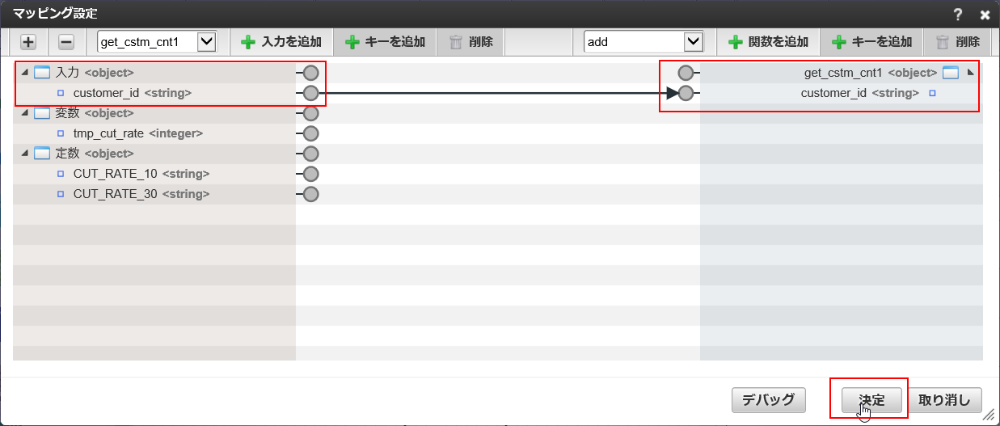 マッピング設定 ?
get_cstm_cnt1 入力を追加 キーを追加 削除 add 関数を追加 キーを追加 削除
入力 <object> get_cstm_cnt1 <object>
customer_id <string> customer_id <string>
変数 <object>
tmp_cut_rate <integer>
定数 <object>
CUT_RATE_10 <string>
CUT_RATE_30 <string>
デバッグ 決定 取り消し